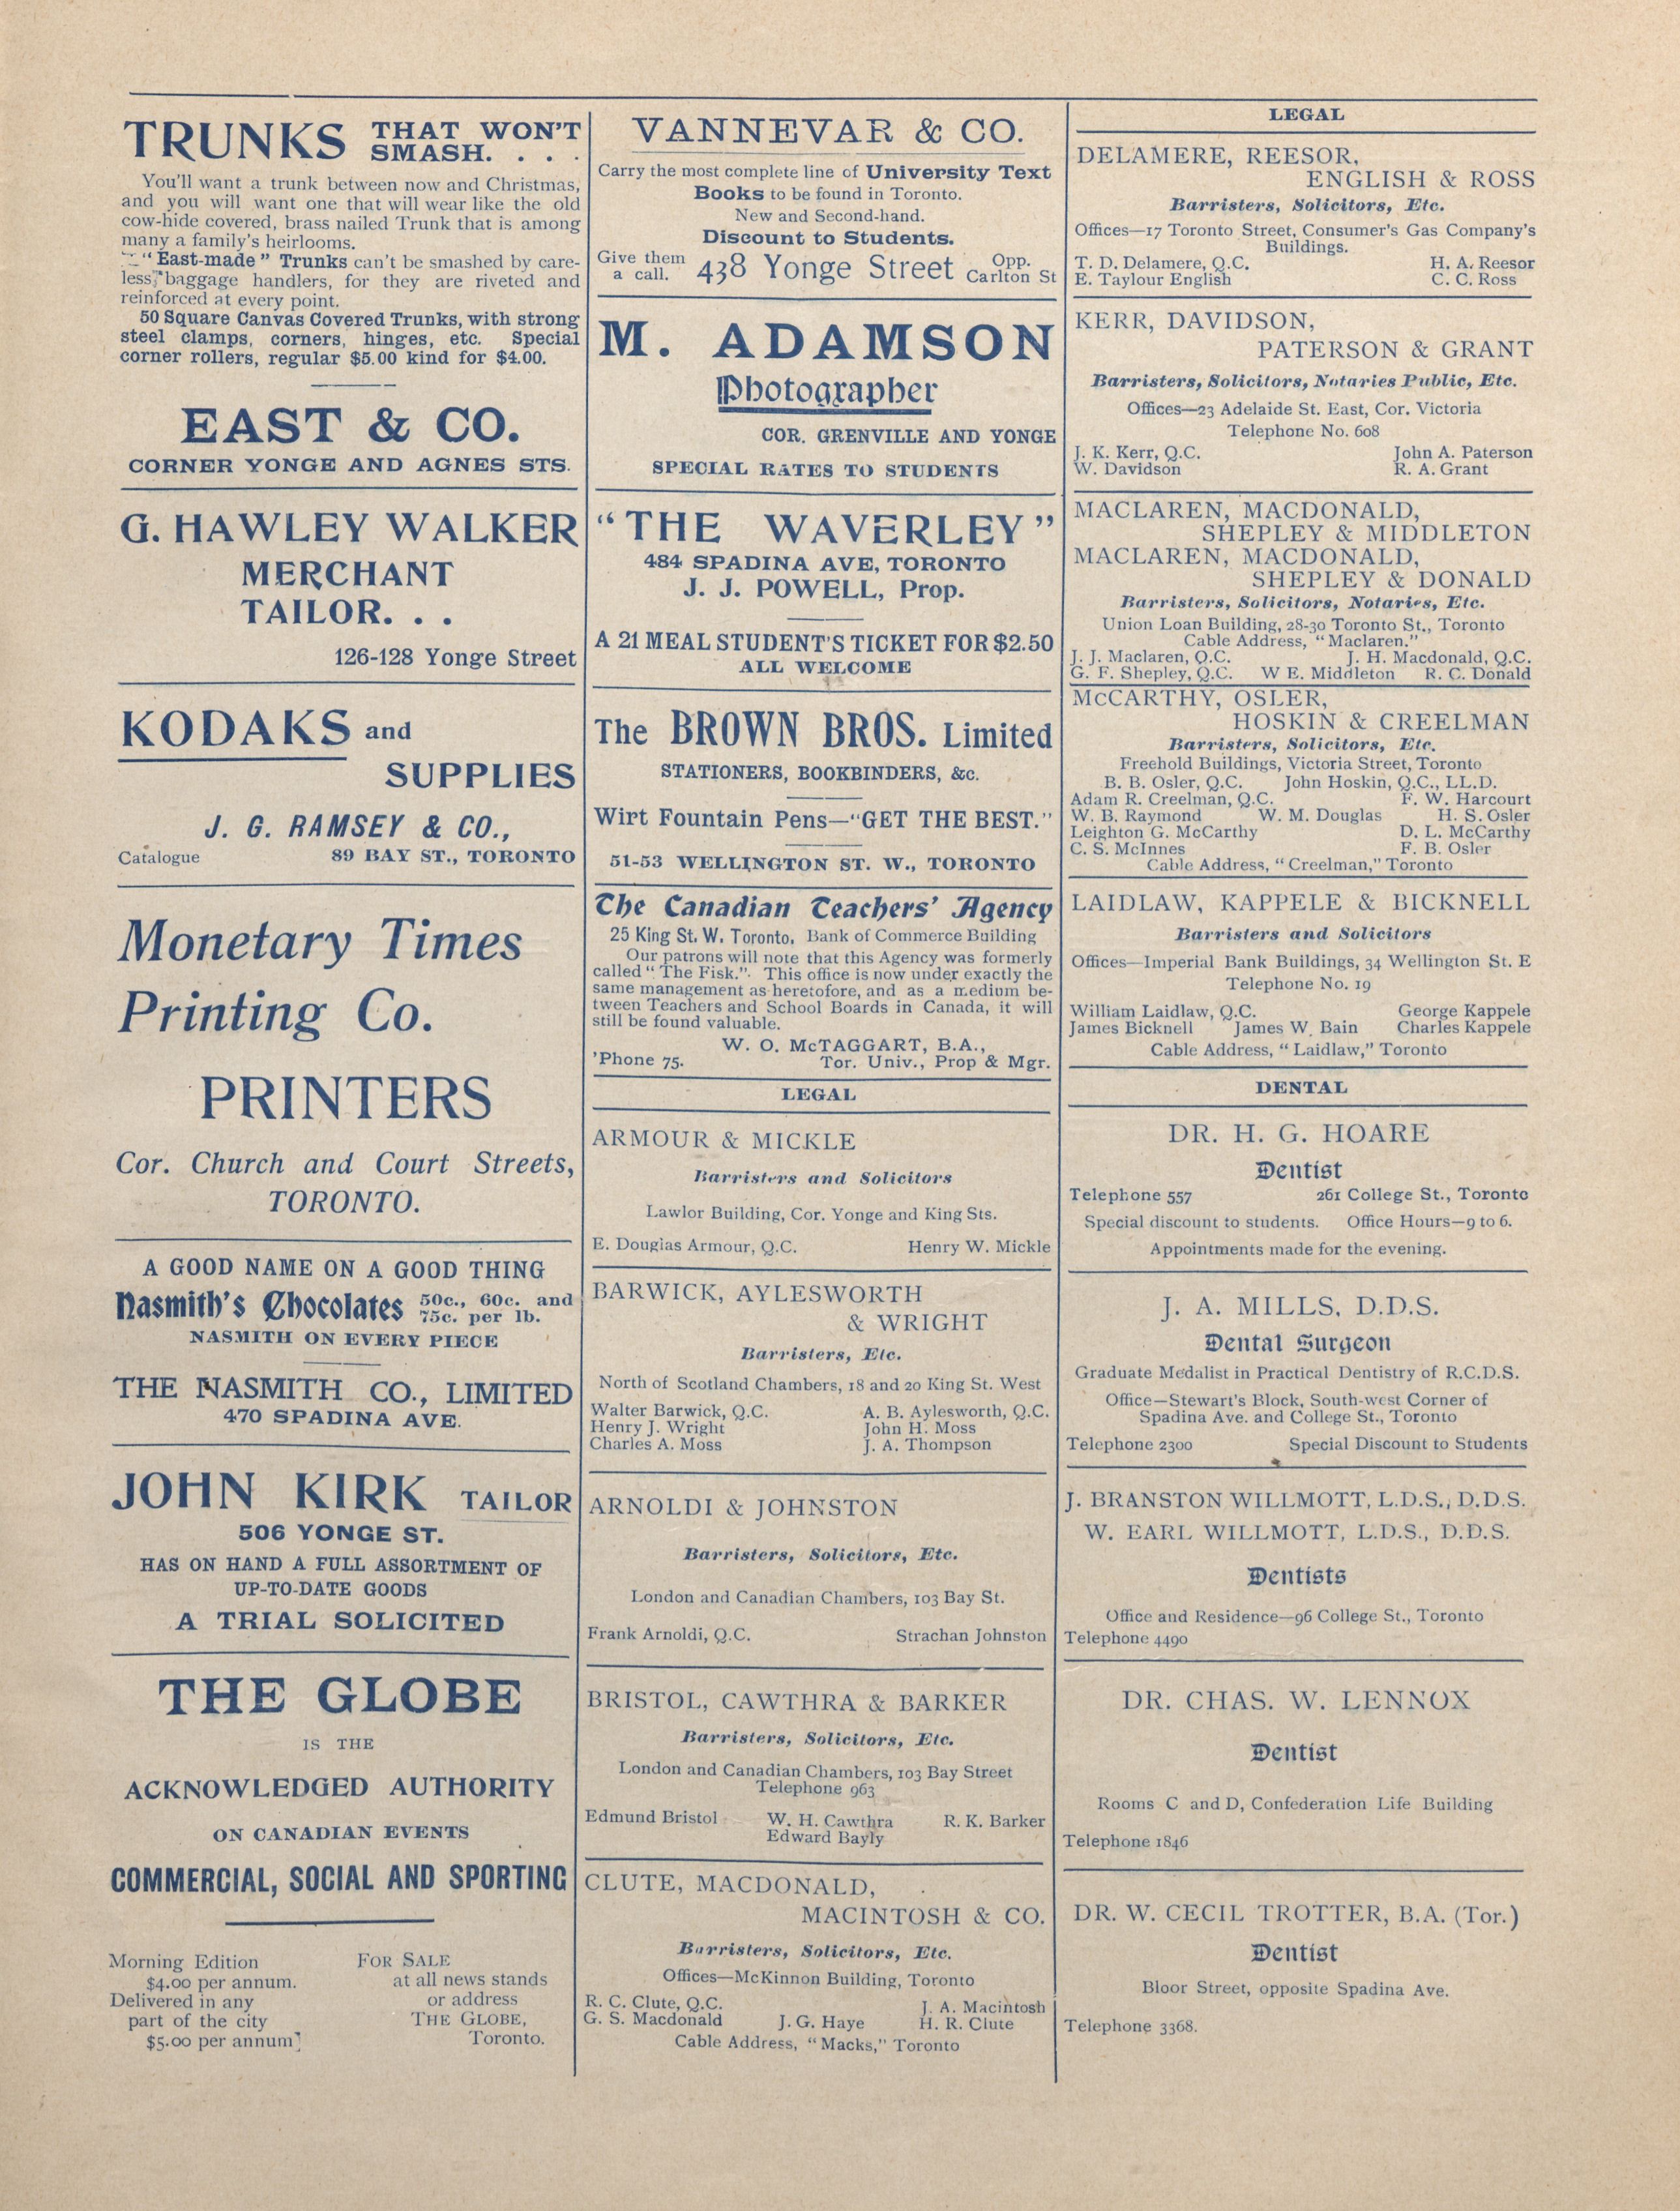 TRUNKS THAT WON'T
SMASH. . . .
You'll want a trunk between now and Christmas,
and you will want one that will wear like the old
cow-hide covered, brass nailed Trunk that is among
many a family's heirlooms.
"East-made" Trunks can't be smashed by care-
less, baggage handlers, for they are riveted and
reinforced at every point.
50 Square Canvas Covered Trunks, with strong
steel clamps, corners, hinges, etc. Special
corner rollers, regular $5.00 kind for $4.00.
EAST & CO.
CORNER YONGE AND AGNES STS.
G. HAWLEY WALKER
MERCHANT
TAILOR. . .
126-128 Yonge Street
KODAKS and
SUPPLIES
J. G. RAMSEY & CO.,
Catalogue 89 BAY ST., TORONTO
Monetary Times
Printing Co.
PRINTERS
Cor. Church and Court Streets,
TORONTO.
A GOOD NAME ON A GOOD THING
Nasmith's Chocolates 50c., 60c. and
75c. per lb.
NASMITH ON EVERY PIECE
THE NASMITH CO., LIMITED
470 SPADINA AVE.
JOHN KIRK TAILOR
506 YONGE ST.
HAS ON HAND A FULL ASSORTMENT OF
UP-TO-DATE GOODS
A TRIAL SOLICITED
THE GLOBE
IS THE
ACKNOWLEDGED AUTHORITY
ON CANADIAN EVENTS
COMMERCIAL, SOCIAL AND SPORTING
Morning Edition
$4.00 per annum.
Delivered in any
part of the city
$5.00 per annum]
FOR SALE
at all news stands
or address
THE GLOBE,
Toronto.
VANNEVAR & CO.
Carry the most complete line of University Text
Books to be found in Toronto.
New and Second-hand.
Discount to Students.
Give them
a call. 438 Yonge Street Opp.
Carlton St
M. ADAMSON
Photographer
COR. GRENVILLE AND YONGE
SPECIAL RATES TO STUDENTS
"THE WAVERLEY"
484 SPADINA AVE, TORONTO
J. J. POWELL, Prop.
A 21 MEAL STUDENT'S TICKET FOR $2.50
ALL WELCOME
The BROWN BROS. Limited
STATIONERS, BOOKBINDERS, &c.
Wirt Fountain Pens—"GET THE BEST."
51-53 WELLINGTON ST. W., TORONTO
The Canadian Teachers' Agency
25 King St. W. Toronto, Bank of Commerce Building
Our patrons will note that this Agency was formerly
called "The Fisk." This office is now under exactly the
same management as heretofore, and as a medium be-
tween Teachers and School Boards in Canada, it will
still be found valuable.
W. O. McTAGGART, B.A.,
'Phone 75. Tor. Univ., Prop & Mgr.
LEGAL
ARMOUR & MICKLE
Barristers and Solicitors
Lawlor Building, Cor. Yonge and King Sts.
E. Douglas Armour, Q.C. Henry W. Mickle
BARWICK, AYLESWORTH
& WRIGHT
Barristers, Etc.
North of Scotland Chambers, 18 and 20 King St. West
Walter Barwick, Q.C. A. B. Aylesworth, Q.C.
Henry J. Wright John H. Moss
Charles A. Moss J. A. Thompson
ARNOLDI & JOHNSTON
Barristers, Solicitors, Etc.
London and Canadian Chambers, 103 Bay St.
Frank Arnoldi, Q.C. Strachan Johnston
BRISTOL, CAWTHRA & BARKER
Barristers, Solicitors, Etc.
London and Canadian Chambers, 103 Bay Street
Telephone 963
Edmund Bristol W. H. Cawthra R. K. Barker
Edward Bayly
CLUTE, MACDONALD,
MACINTOSH & CO.
Barristers, Solicitors, Etc.
Offices—McKinnon Building, Toronto
R. C. Clute, Q.C. J. A. Macintosh
G. S. Macdonald J. G. Haye H. R. Clute
Cable Address, "Macks," Toronto
LEGAL
DELAMERE, REESOR,
ENGLISH & ROSS
Barristers, Solicitors, Etc.
Offices—17 Toronto Street, Consumer's Gas Company's
Buildings.
T. D. Delamere, Q.C. H. A. Reesor
E. Taylour English C. C. Ross
KERR, DAVIDSON,
PATERSON & GRANT
Barristers, Solicitors, Notaries Public, Etc.
Offices—23 Adelaide St. East, Cor. Victoria
Telephone No. 608
J. K. Kerr, Q.C. John A. Paterson
W. Davidson R. A. Grant
MACLAREN, MACDONALD,
SHEPLEY & MIDDLETON
MACLAREN, MACDONALD,
SHEPLEY & DONALD
Barristers, Solicitors, Notaries, Etc.
Union Loan Building, 28-30 Toronto St., Toronto
Cable Address, "Maclaren."
J. J. Maclaren, Q.C. J. H. Macdonald, Q.C.
G. F. Shepley, Q.C. W E. Middleton R. C. Donald
McCARTHY, OSLER,
HOSKIN & CREELMAN
Barristers, Solicitors, Etc.
Freehold Buildings, Victoria Street, Toronto
B. B. Osler, Q.C. John Hoskin, Q.C., LL.D.
Adam R. Creelman, Q.C. F. W. Harcourt
W. B. Raymond W. M. Douglas H. S. Osler
Leighton G. McCarthy D. L. McCarthy
C. S. McInnes F. B. Osler
Cable Address, "Creelman," Toronto
LAIDLAW, KAPPELE & BICKNELL
Barristers and Solicitors
Offices—Imperial Bank Buildings, 34 Wellington St. E
Telephone No. 19
William Laidlaw, Q.C. George Kappele
James Bicknell James W. Bain Charles Kappele
Cable Address, "Laidlaw," Toronto
DENTAL
DR. H. G. HOARE
Dentist
Telephone 557 261 College St., Toronto
Special discount to students. Office Hours—9 to 6.
Appointments made for the evening.
J. A. MILLS, D.D.S.
Dental Surgeon
Graduate Medalist in Practical Dentistry of R.C.D.S.
Office—Stewart's Block, South-west Corner of
Spadina Ave. and College St., Toronto
Telephone 2300 Special Discount to Students
J. BRANSTON WILLMOTT, L.D.S., D.D.S.
W. EARL WILLMOTT, L.D.S., D.D.S.
Dentists
Office and Residence—96 College St., Toronto
Telephone 4490
DR. CHAS. W. LENNOX
Dentist
Rooms C and D, Confederation Life Building
Telephone 1846
DR. W. CECIL TROTTER, B.A. (Tor.)
Dentist
Bloor Street, opposite Spadina Ave.
Telephone 3368.